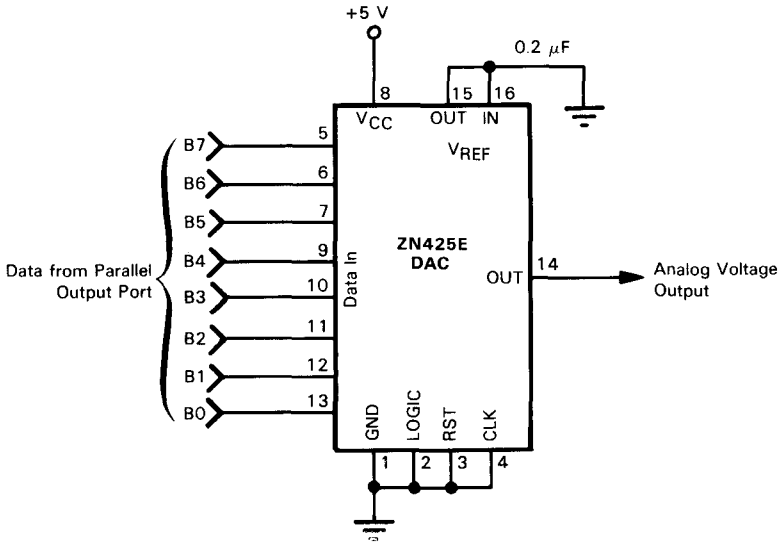 +5 V
0.2 μF
8
15
16
VCC
OUT
IN
VREF
B7
5
B6
6
B5
7
B4
9
B3
10
B2
11
B1
12
B0
13
Data from Parallel
Output Port
Data In
ZN425E
DAC
OUT
14
Analog Voltage
Output
GND
LOGIC
RST
CLK
1
2
3
4